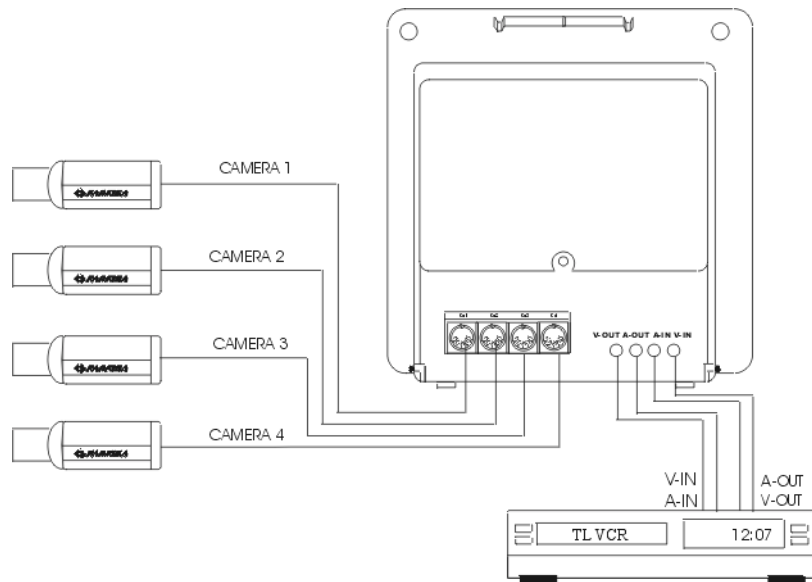 CAMERA 1
CAMERA 2
CAMERA 3
CAMERA 4
V-OUT A-OUT A-IN V-IN
V-IN
A-IN
A-OUT
V-OUT
TL VCR
12:07